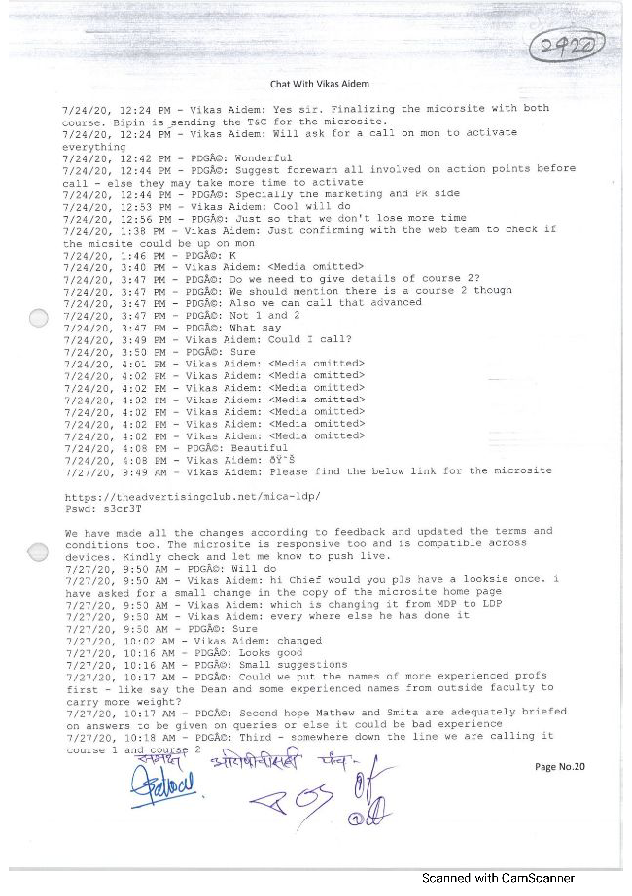 2922
Chat With Vikas Aidem
7/24/20, 12:24 PM - Vikas Aidem: Yes sir. Finalizing the micorsite with both
course. Bipin is sending the T&C for the microsite.
7/24/20, 12:24 PM - Vikas Aidem: Will ask for a call on mon to activate
everything
7/24/20, 12:42 PM - PDGÂ©: Wonderful
7/24/20, 12:44 PM - PDGÂ©: Suggest forewarn all involved on action points before
call - else they may take more time to activate
7/24/20, 12:44 PM - PDGÂ©: Specially the marketing and PR side
7/24/20, 12:53 PM - Vikas Aidem: Cool will do
7/24/20, 12:56 PM - PDGÂ©: Just so that we don't lose more time
7/24/20, 1:38 PM - Vikas Aidem: Just confirming with the web team to check if
the micsite could be up on mon
7/24/20, 1:46 PM - PDGÂ©: K
7/24/20, 3:40 PM - Vikas Aidem: <Media omitted>
7/24/20, 3:47 PM - PDGÂ©: Do we need to give details of course 2?
7/24/20, 3:47 PM - PDGÂ©: We should mention there is a course 2 though
7/24/20, 3:47 PM - PDGÂ©: Also we can call that advanced
7/24/20, 3:47 PM - PDGÂ©: Not 1 and 2
7/24/20, 3:47 PM - PDGÂ©: What say
7/24/20, 3:49 PM - Vikas Aidem: Could I call?
7/24/20, 3:50 PM - PDGÂ©: Sure
7/24/20, 4:01 PM - Vikas Aidem: <Media omitted>
7/24/20, 4:02 PM - Vikas Aidem: <Media omitted>
7/24/20, 4:02 PM - Vikas Aidem: <Media omitted>
7/24/20, 4:02 PM - Vikas Aidem: <Media omitted>
7/24/20, 4:02 PM - Vikas Aidem: <Media omitted>
7/24/20, 4:02 PM - Vikas Aidem: <Media omitted>
7/24/20, 4:02 PM - Vikas Aidem: <Media omitted>
7/24/20, 4:08 PM - PDGÂ©: Beautiful
7/24/20, 4:08 PM - Vikas Aidem: ðŸ˜Š
7/27/20, 9:49 AM - Vikas Aidem: Please find the below link for the microsite
https://theadvertisingclub.net/mica-ldp/
Pswd: s3cr3T
We have made all the changes according to feedback and updated the terms and
conditions too. The microsite is responsive too and is compatible across
devices. Kindly check and let me know to push live.
7/27/20, 9:50 AM - PDGÂ©: Will do
7/27/20, 9:50 AM - Vikas Aidem: hi Chief would you pls have a looksie once. i
have asked for a small change in the copy of the microsite home page
7/27/20, 9:50 AM - Vikas Aidem: which is changing it from MDP to LDP
7/27/20, 9:50 AM - Vikas Aidem: every where else he has done it
7/27/20, 9:50 AM - PDGÂ©: Sure
7/27/20, 10:02 AM - Vikas Aidem: changed
7/27/20, 10:16 AM - PDGÂ©: Looks good
7/27/20, 10:16 AM - PDGÂ©: Small suggestions
7/27/20, 10:17 AM - PDGÂ©: Could we put the names of more experienced profs
first - like say the Dean and some experienced names from outside faculty to
carry more weight?
7/27/20, 10:17 AM - PDGÂ©: Second hope Mathew and Smita are adequately briefed
on answers to be given on queries or else it could be bad experience
7/27/20, 10:18 AM - PDGÂ©: Third - somewhere down the line we are calling it
course 1 and course 2
समक्ष आरोपीची सही पंच -
Page No.20
Scanned with CamScanner